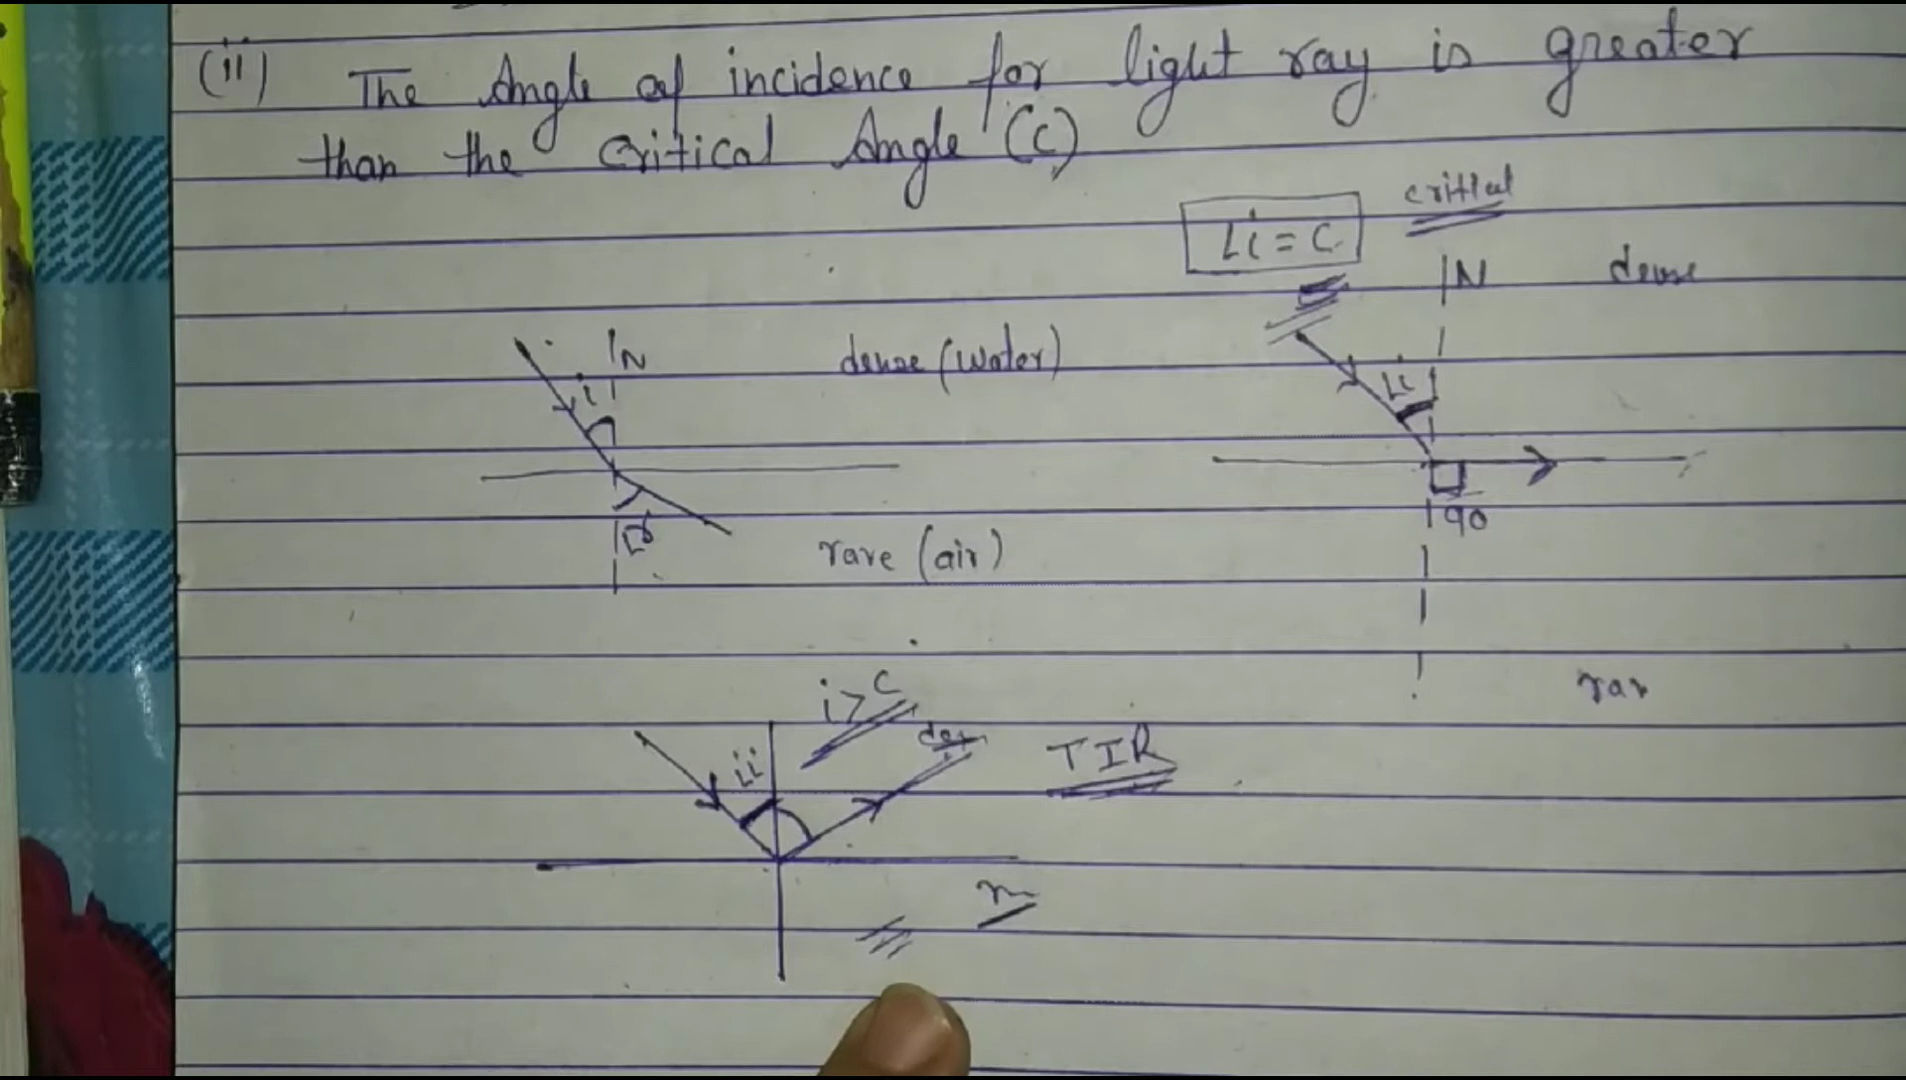 (ii) The Angle of incidence for light ray is greater
than the critical Angle (C)
∠i = C
critical
N
dense
i
N
dense (water)
∠i
∠r
rare (air)
90
rar
i > C
den
TIR
∠i
r